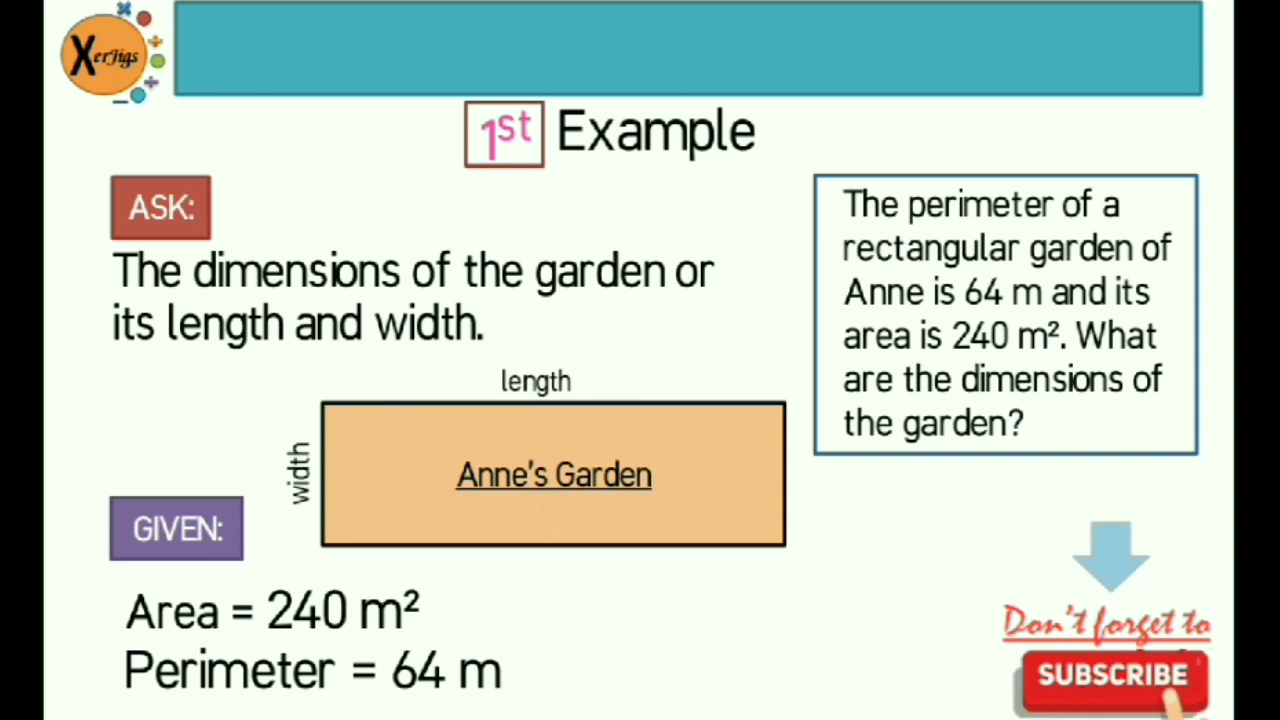 XerJigs
1st Example
ASK:
The dimensions of the garden or
its length and width.
The perimeter of a
rectangular garden of
Anne is 64 m and its
area is 240 m². What
are the dimensions of
the garden?
length
width
Anne's Garden
GIVEN:
Area = 240 m²
Perimeter = 64 m
Don't forget to
SUBSCRIBE